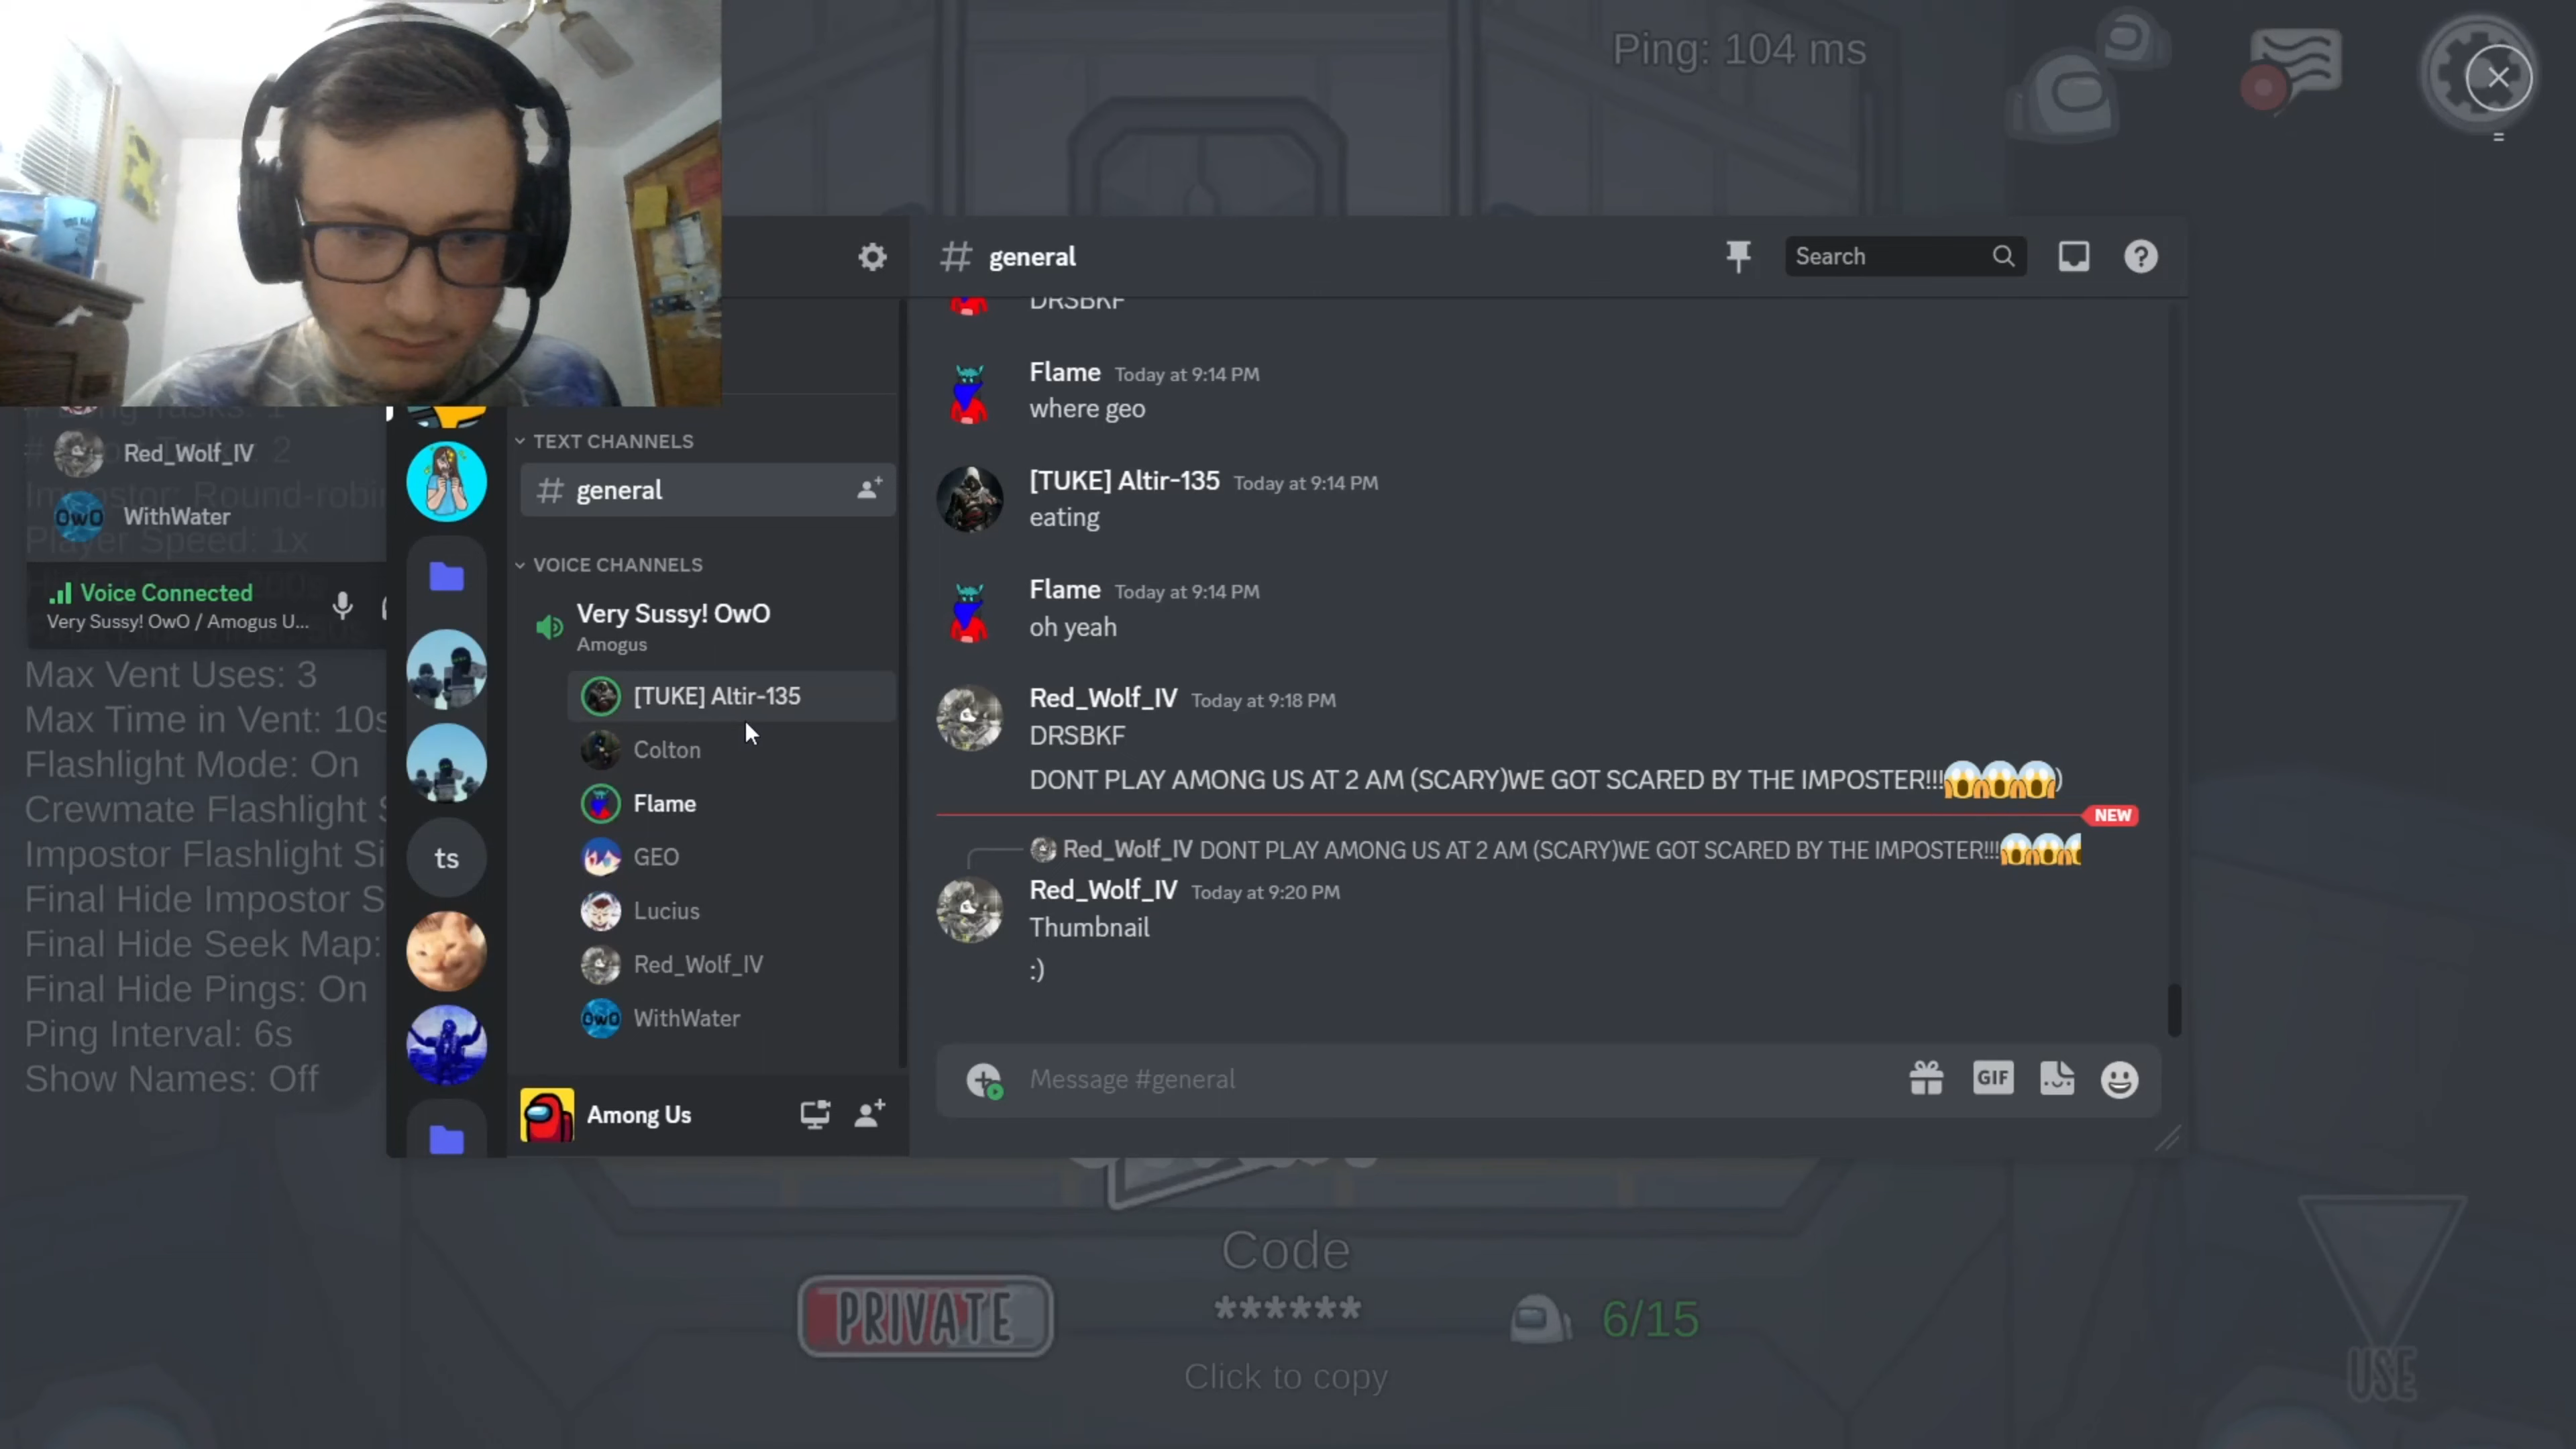 Ping: 104 ms
general
Search
DRSBKF
Flame Today at 9:14 PM
where geo
[TUKE] Altir-135 Today at 9:14 PM
eating
Flame Today at 9:14 PM
oh yeah
Red_Wolf_IV Today at 9:18 PM
DRSBKF
DONT PLAY AMONG US AT 2 AM (SCARY)WE GOT SCARED BY THE IMPOSTER!!!😱😱😱)
NEW
Red_Wolf_IV DONT PLAY AMONG US AT 2 AM (SCARY)WE GOT SCARED BY THE IMPOSTER!!!😱😱😱
Red_Wolf_IV Today at 9:20 PM
Thumbnail
:)
Message #general
GIF
TEXT CHANNELS
general
VOICE CHANNELS
Very Sussy! OwO
Amogus
[TUKE] Altir-135
Colton
Flame
GEO
Lucius
Red_Wolf_IV
OwO WithWater
Among Us
ts
Red_Wolf_IV
OwO WithWater
Player Speed: 1x
Voice Connected
Very Sussy! OwO / Amogus U...
Max Vent Uses: 3
Max Time in Vent: 10s
Flashlight Mode: On
Crewmate Flashlight S
Impostor Flashlight Si
Final Hide Impostor S
Final Hide Seek Map:
Final Hide Pings: On
Ping Interval: 6s
Show Names: Off
Code
******
PRIVATE
6/15
Click to copy
USE